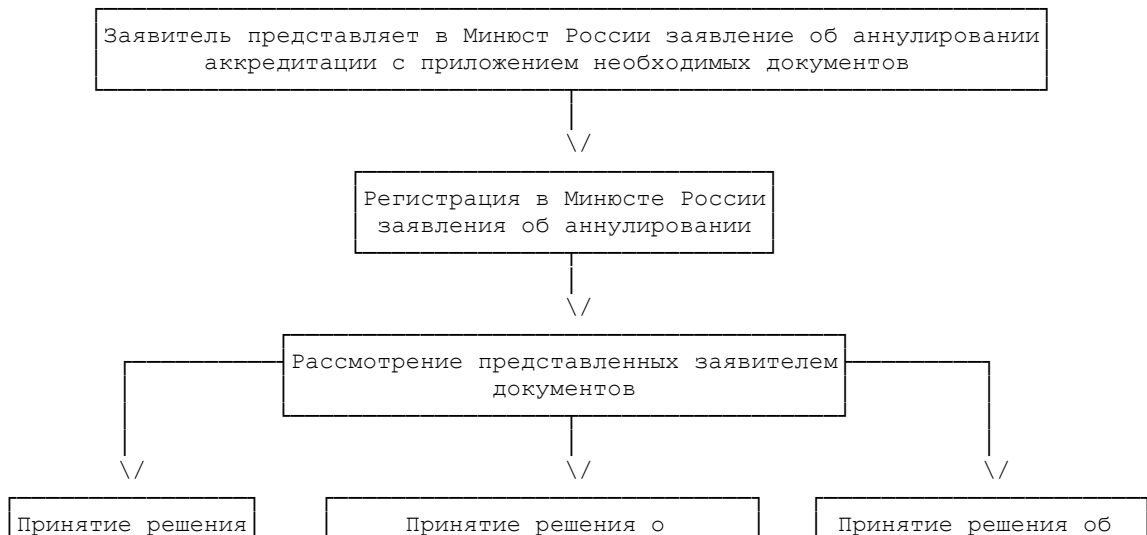 Заявитель представляет в Минюст России заявление об аннулировании
аккредитации с приложением необходимых документов
Регистрация в Минюсте России
заявления об аннулировании
Рассмотрение представленных заявителем
документов
Принятие решения
Принятие решения о
Принятие решения об